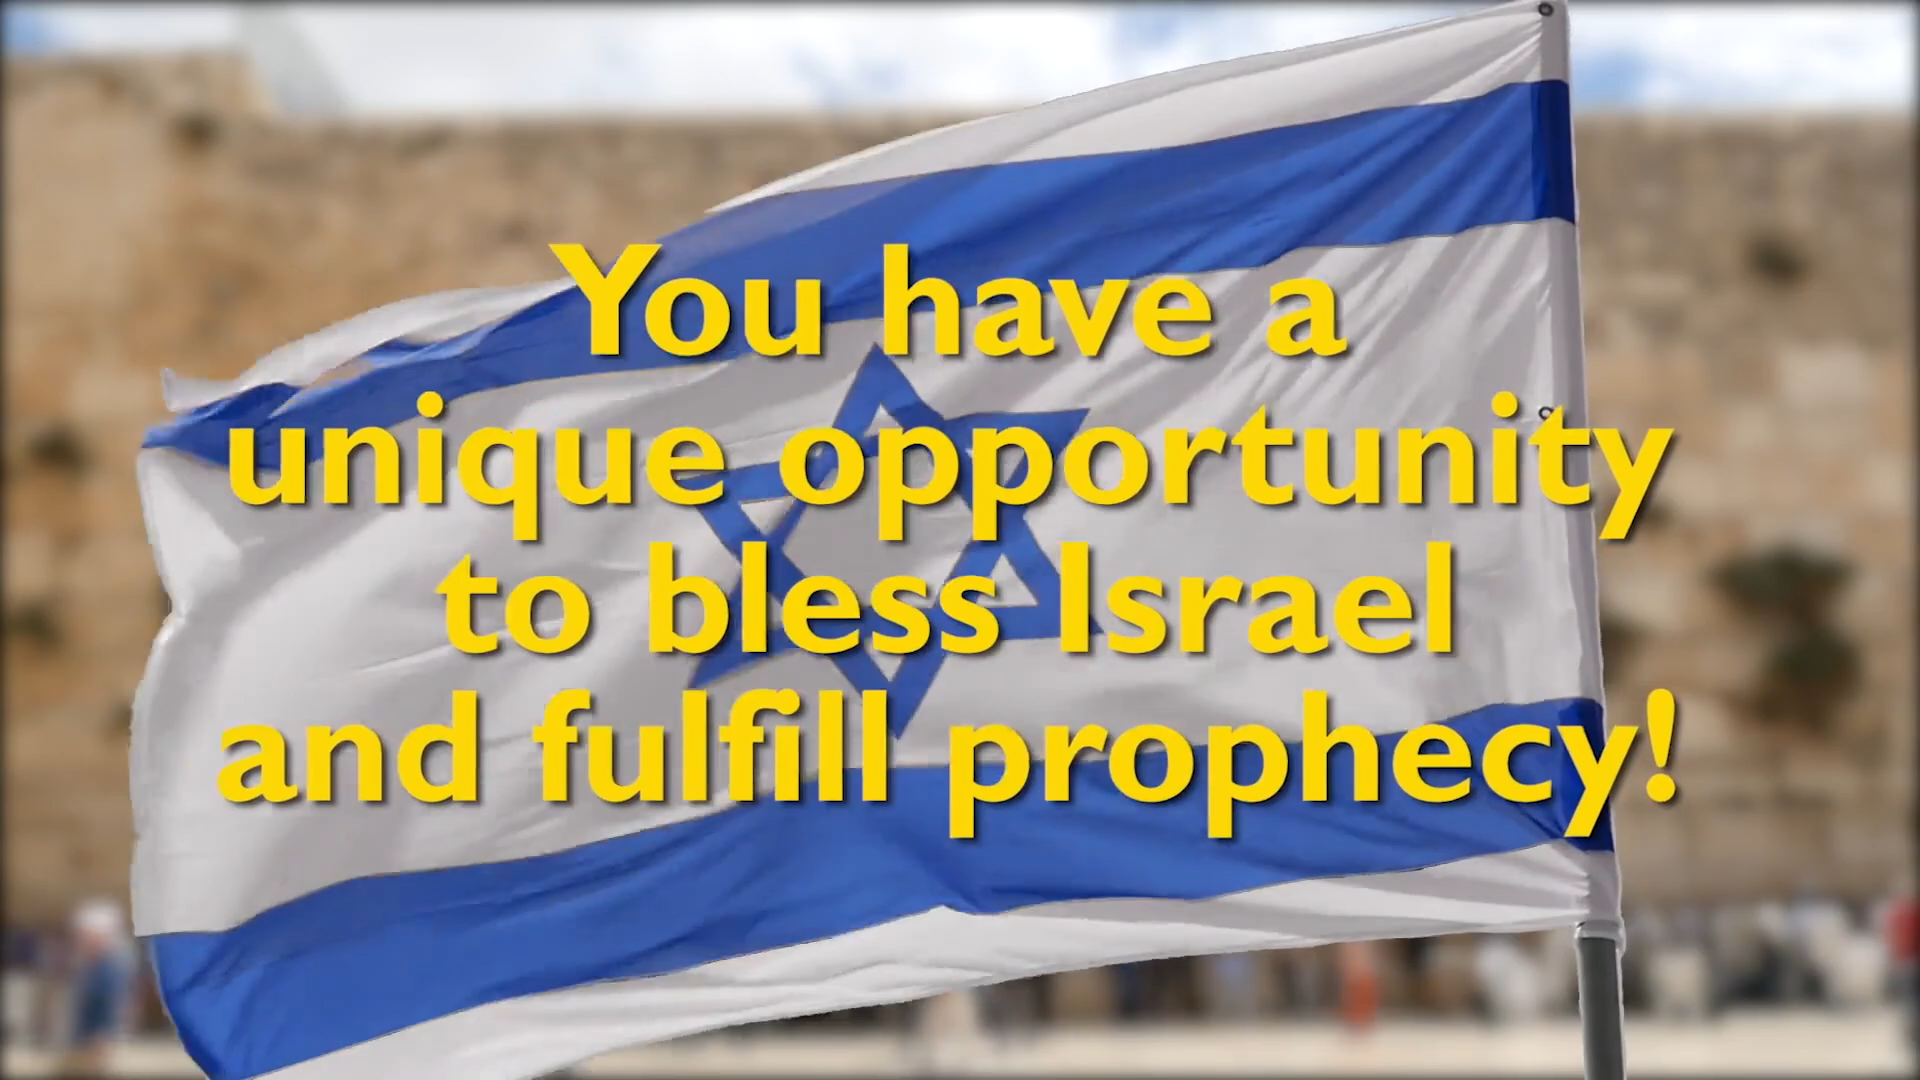 You have a
unique opportunity
to bless Israel
and fulfill prophecy!